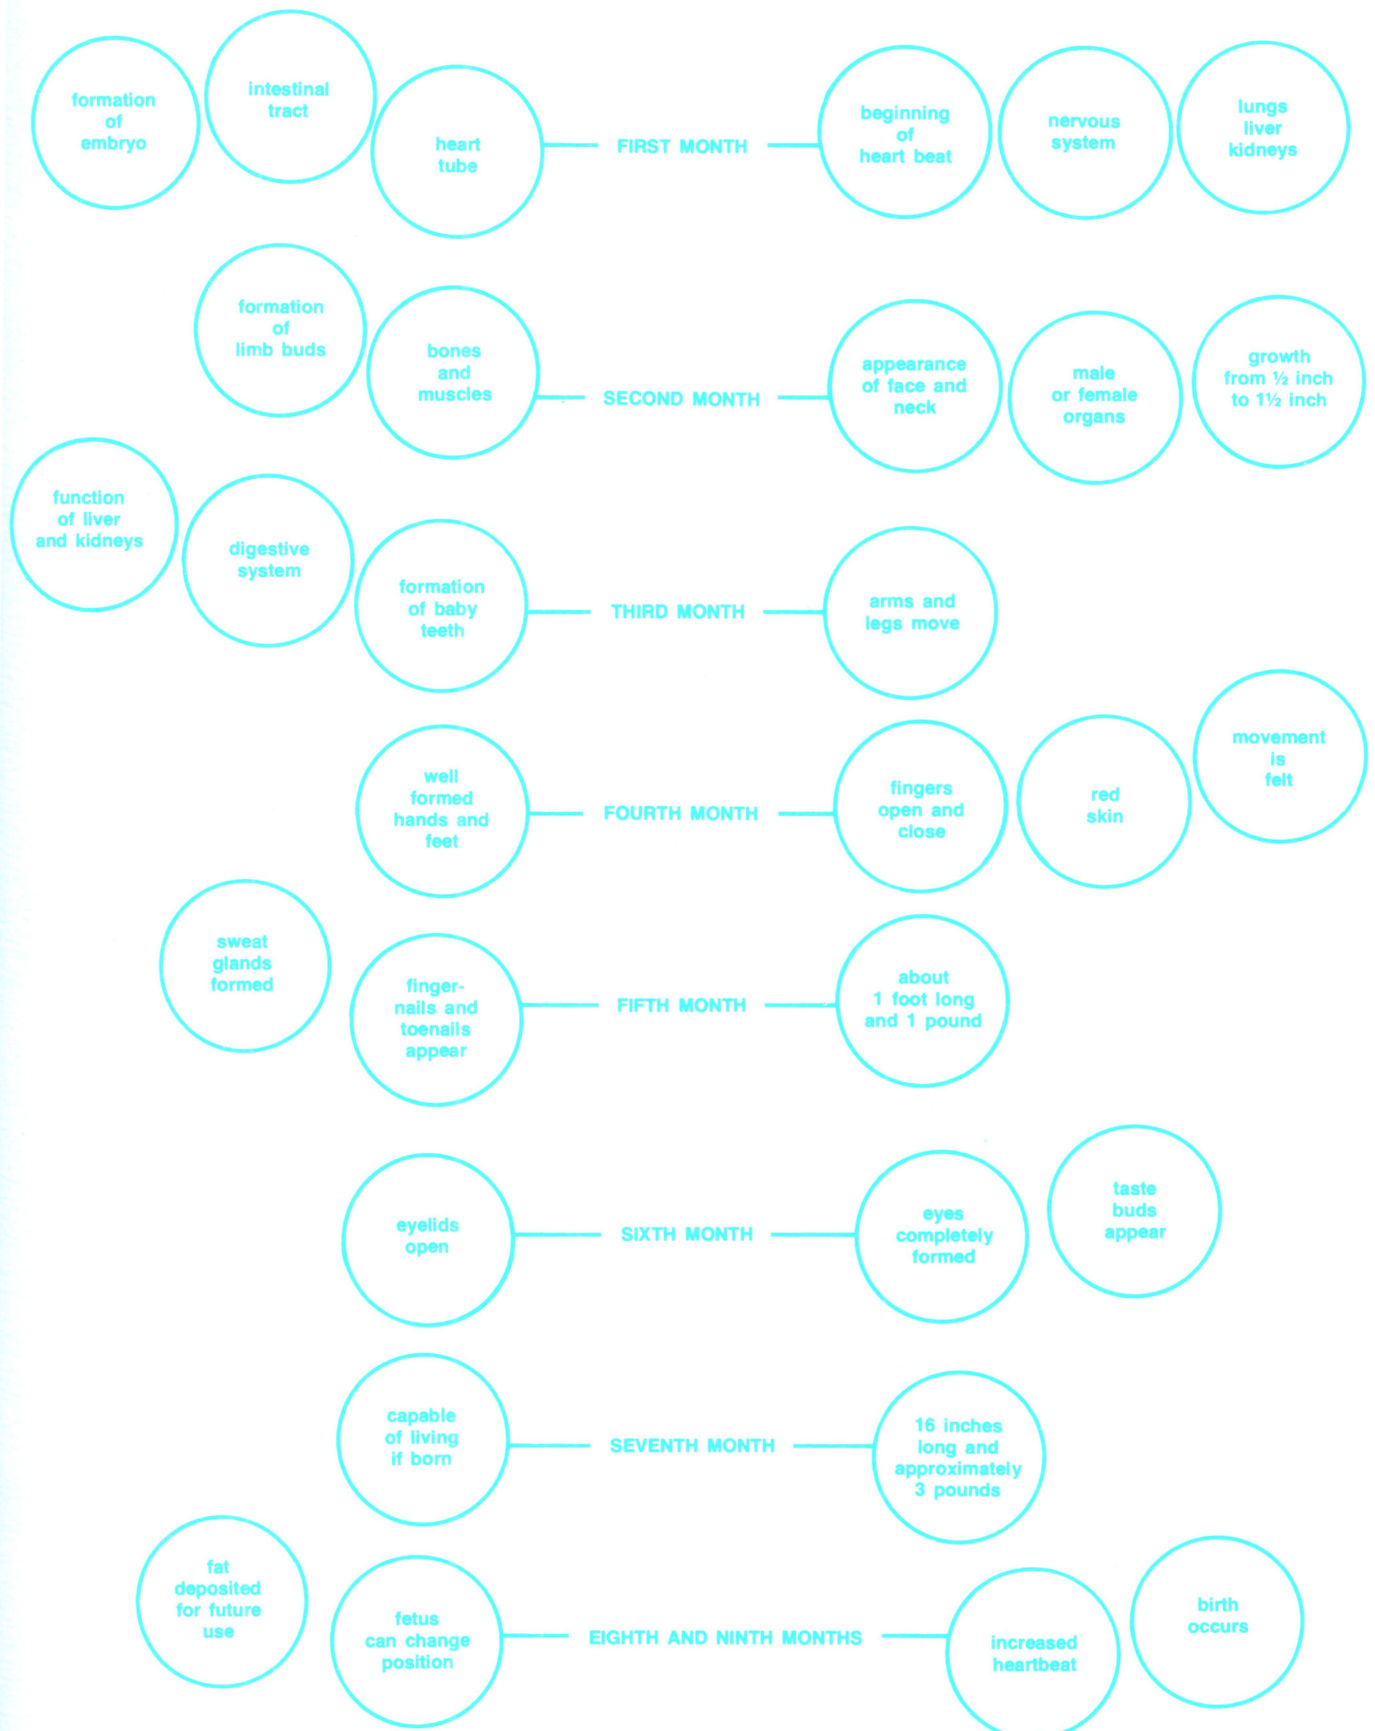 formation
of
embryo
intestinal
tract
heart
tube
FIRST MONTH
beginning
of
heart beat
nervous
system
lungs
liver
kidneys
formation
of
limb buds
bones
and
muscles
SECOND MONTH
appearance
of face and
neck
male
or female
organs
growth
from ½ inch
to 1½ inch
function
of liver
and kidneys
digestive
system
formation
of baby
teeth
THIRD MONTH
arms and
legs move
well
formed
hands and
feet
FOURTH MONTH
fingers
open and
close
red
skin
movement
is
felt
sweat
glands
formed
finger-
nails and
toenails
appear
FIFTH MONTH
about
1 foot long
and 1 pound
eyelids
open
SIXTH MONTH
eyes
completely
formed
taste
buds
appear
capable
of living
if born
SEVENTH MONTH
16 inches
long and
approximately
3 pounds
fat
deposited
for future
use
fetus
can change
position
EIGHTH AND NINTH MONTHS
increased
heartbeat
birth
occurs